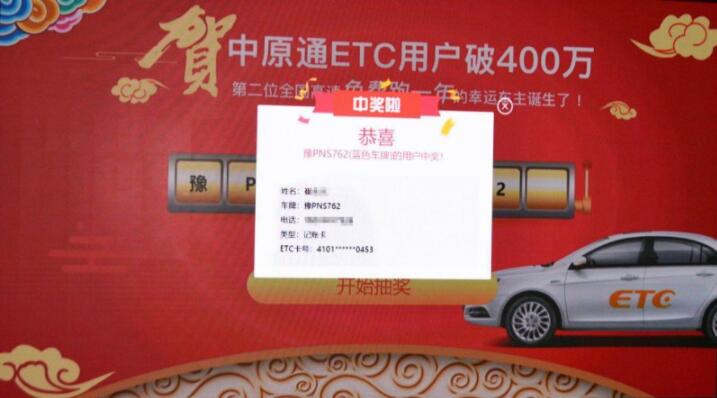 贺中原通ETC用户破400万
第二位全国高速免费跑一年的幸运车主诞生了！
中奖啦
恭喜
豫PNS762(蓝色车牌)的用户中奖!
豫 P 2
姓名: 崔
车牌: 豫PNS762
电话:
类型: 记账卡
ETC卡号: 4101******0453
开始抽奖
ETC